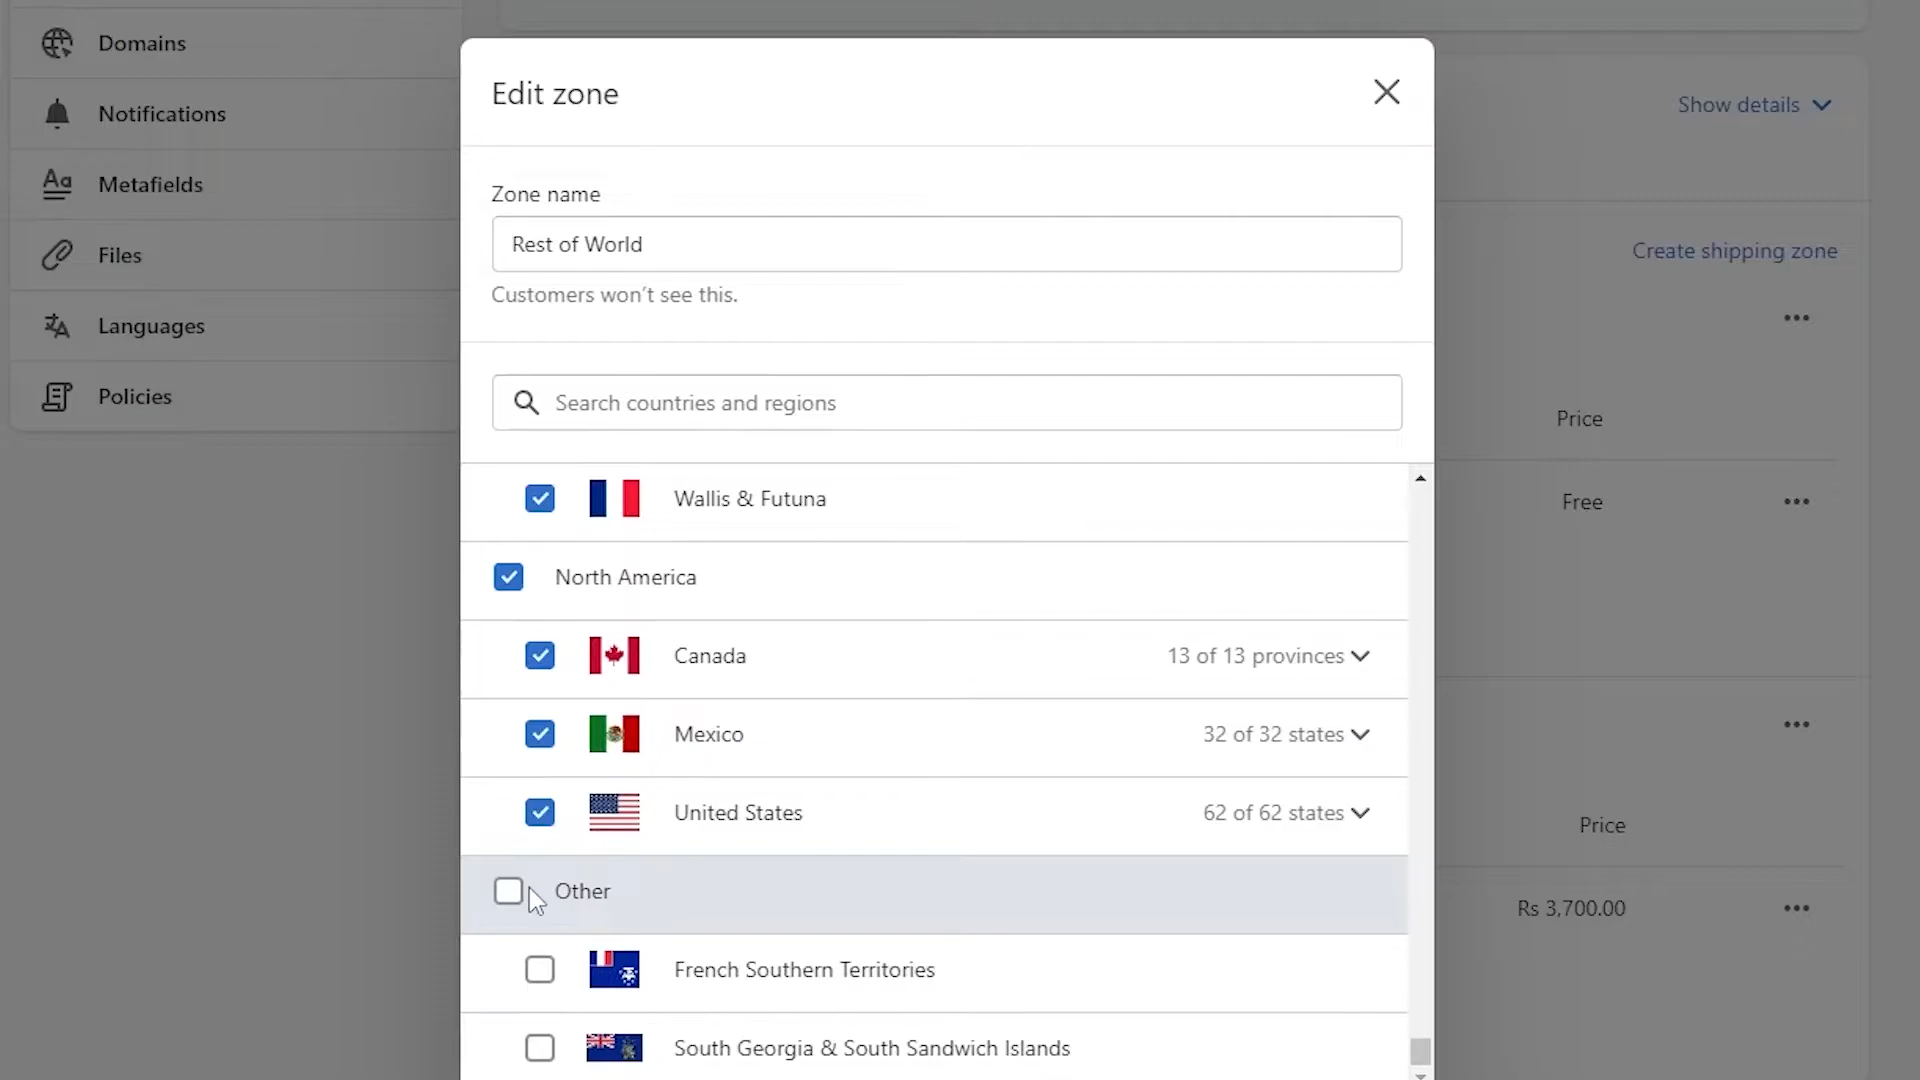 Domains
Notifications
Metafields
Files
Languages
Policies
Edit zone
Zone name
Rest of World
Customers won't see this.
Search countries and regions
Wallis & Futuna
North America
Canada
13 of 13 provinces
Mexico
32 of 32 states
United States
62 of 62 states
Other
French Southern Territories
South Georgia & South Sandwich Islands
Show details
Create shipping zone
Price
Free
Price
Rs 3,700.00